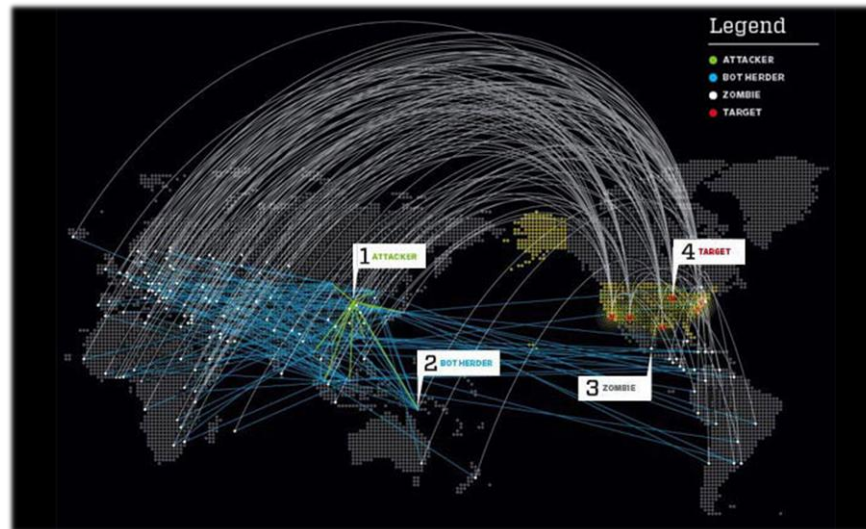 Legend
ATTACKER
BOT HERDER
ZOMBIE
TARGET
1 ATTACKER
2 BOT HERDER
3 ZOMBIE
4 TARGET